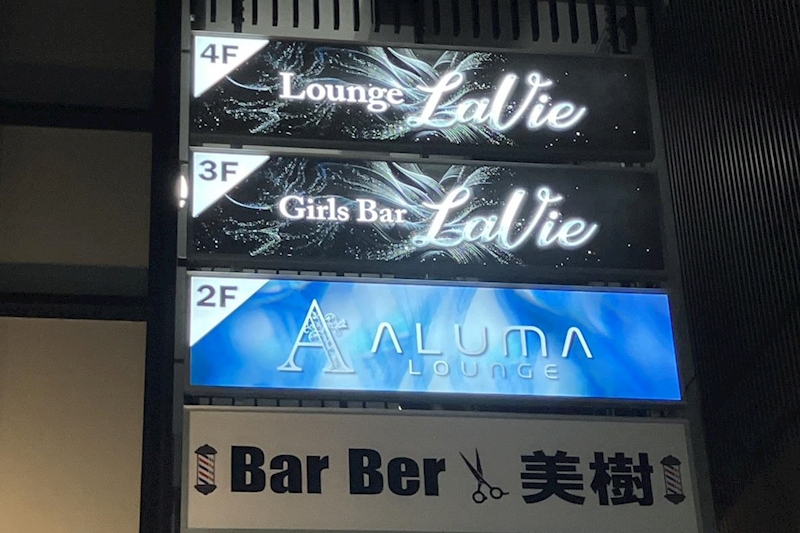 4F
Lounge LaVie
3F
Girls Bar LaVie
2F
A ALUMA
LOUNGE
Bar Ber 美樹